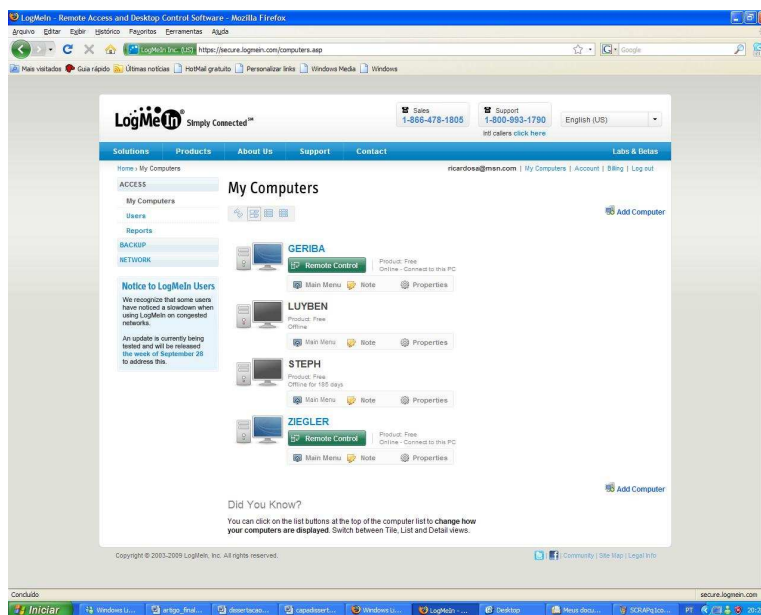 LogMeIn - Remote Access and Desktop Control Software - Mozilla Firefox
Arquivo Editar Exibir Histórico Favoritos Ferramentas Ajuda
LogMeIn Inc. (US) https://secure.logmein.com/computers.asp
Google
Mais visitados Guia rápido Últimas notícias HotMail gratuito Personalizar links Windows Media Windows
LogMeIn® Simply Connected℠
Sales
1-866-478-1805
Support
1-800-993-1790
Intl callers click here
English (US)
Solutions Products About Us Support Contact Labs & Betas
Home › My Computers
ricardosa@msn.com | My Computers | Account | Billing | Log out
ACCESS
My Computers
Users
Reports
BACKUP
NETWORK
Notice to LogMeIn Users
We recognize that some users
have noticed a slowdown when
using LogMeIn on congested
networks.
An update is currently being
tested and will be released
the week of September 28
to address this.
My Computers
Add Computer
GERIBA
Remote Control
Product: Free
Online - Connect to this PC
Main Menu Note Properties
LUYBEN
Product: Free
Offline
Main Menu Note Properties
STEPH
Product: Free
Offline for 185 days
Main Menu Note Properties
ZIEGLER
Remote Control
Product: Free
Online - Connect to this PC
Main Menu Note Properties
Add Computer
Did You Know?
You can click on the list buttons at the top of the computer list to change how
your computers are displayed. Switch between Tile, List and Detail views.
Copyright © 2003-2009 LogMeIn, Inc. All rights reserved.
Community | Site Map | Legal Info
Concluído
secure.logmein.com
Iniciar Windows Li... artigo_final... dissertacao... capadissert... Windows Li... LogMeIn - ... Desktop Meus docu... SCRAPq1co... PT